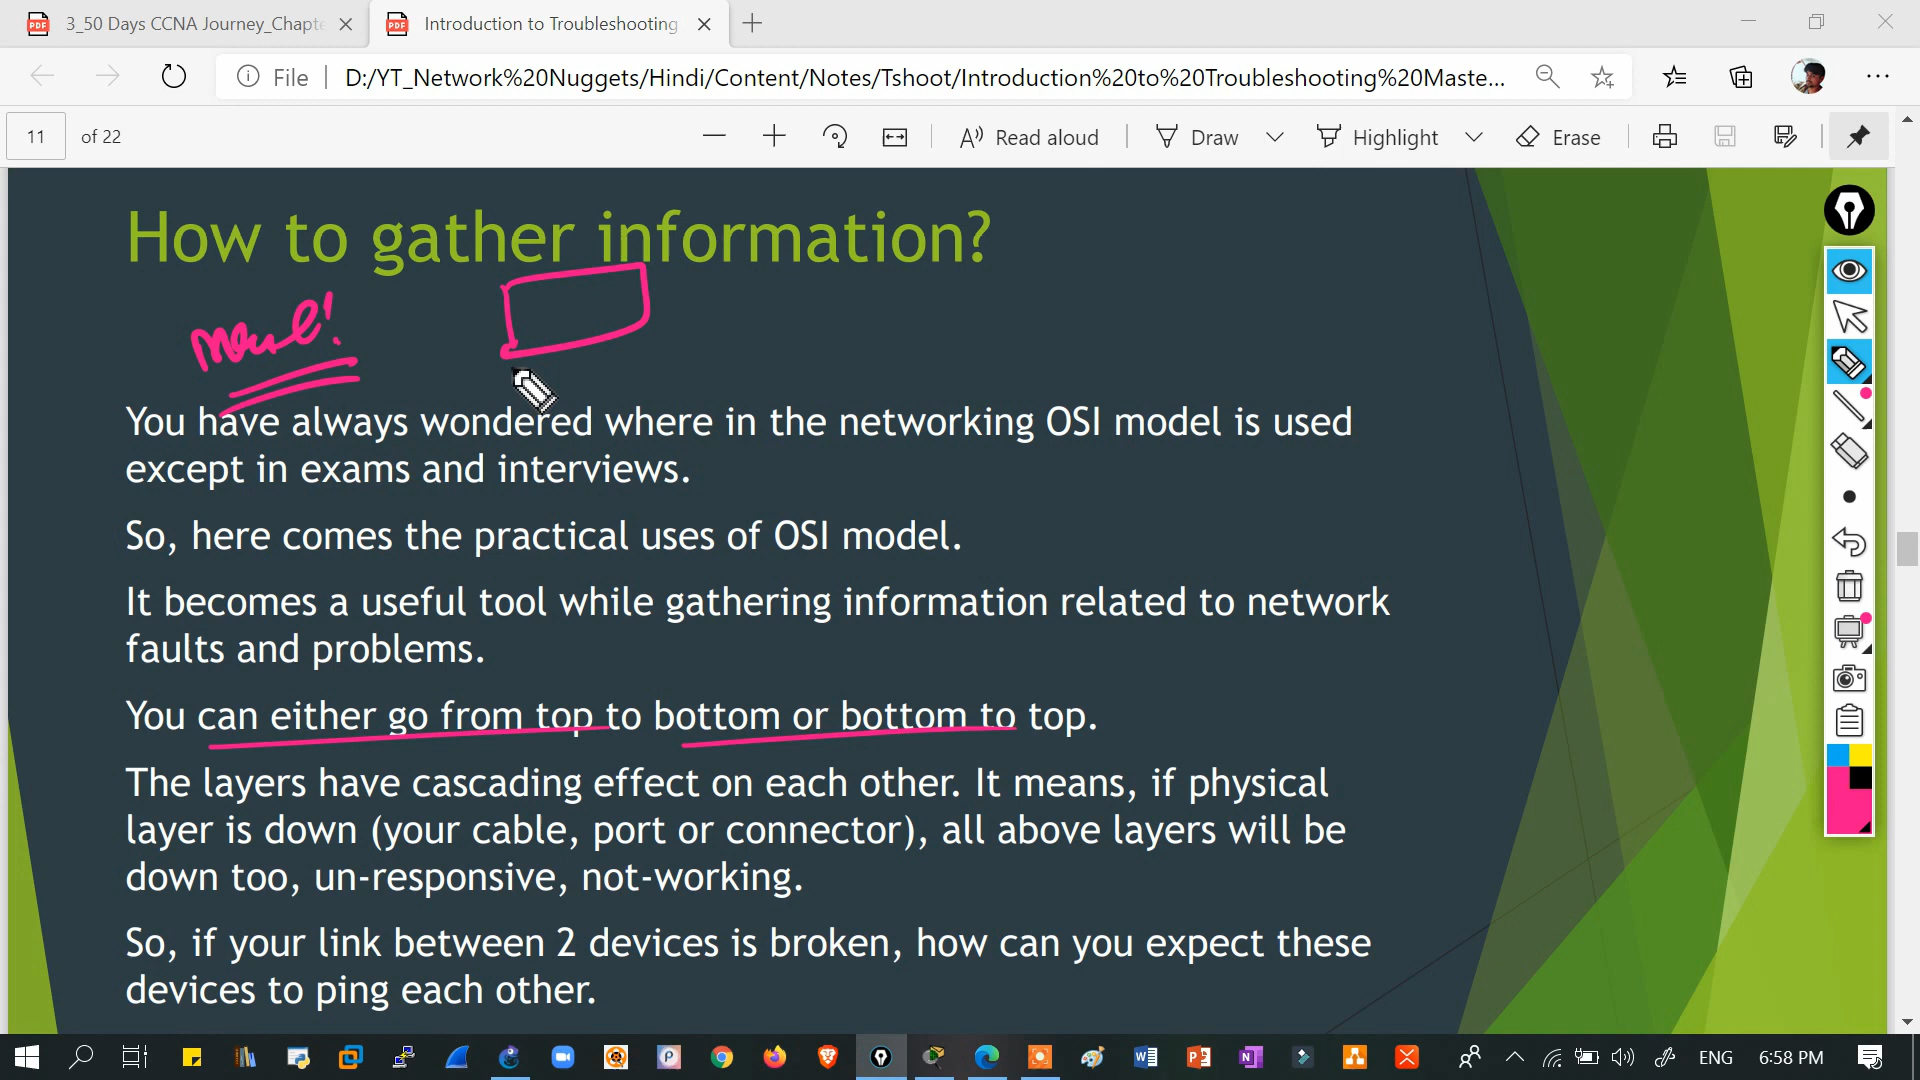 3_50 Days CCNA Journey_Chapte
Introduction to Troubleshooting
File
D:/YT_Network%20Nuggets/Hindi/Content/Notes/Tshoot/Introduction%20to%20Troubleshooting%20Maste...
11
of 22
Read aloud
Draw
Highlight
Erase
How to gather information?
You have always wondered where in the networking OSI model is used
except in exams and interviews.
So, here comes the practical uses of OSI model.
It becomes a useful tool while gathering information related to network
faults and problems.
You can either go from top to bottom or bottom to top.
The layers have cascading effect on each other. It means, if physical
layer is down (your cable, port or connector), all above layers will be
down too, un-responsive, not-working.
So, if your link between 2 devices is broken, how can you expect these
devices to ping each other.
ENG
6:58 PM